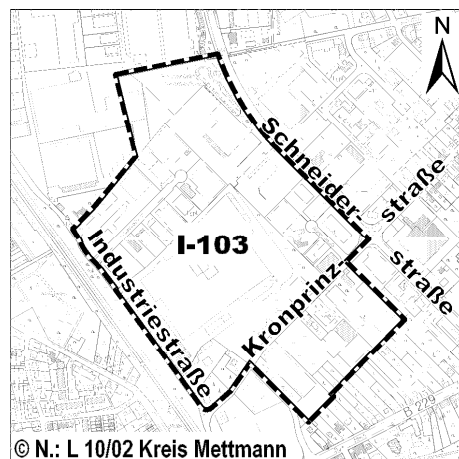 N
Schneider-
straße
straße
I-103
Industriestraße
Kronprinz-
B 229
© N.: L 10/02 Kreis Mettmann